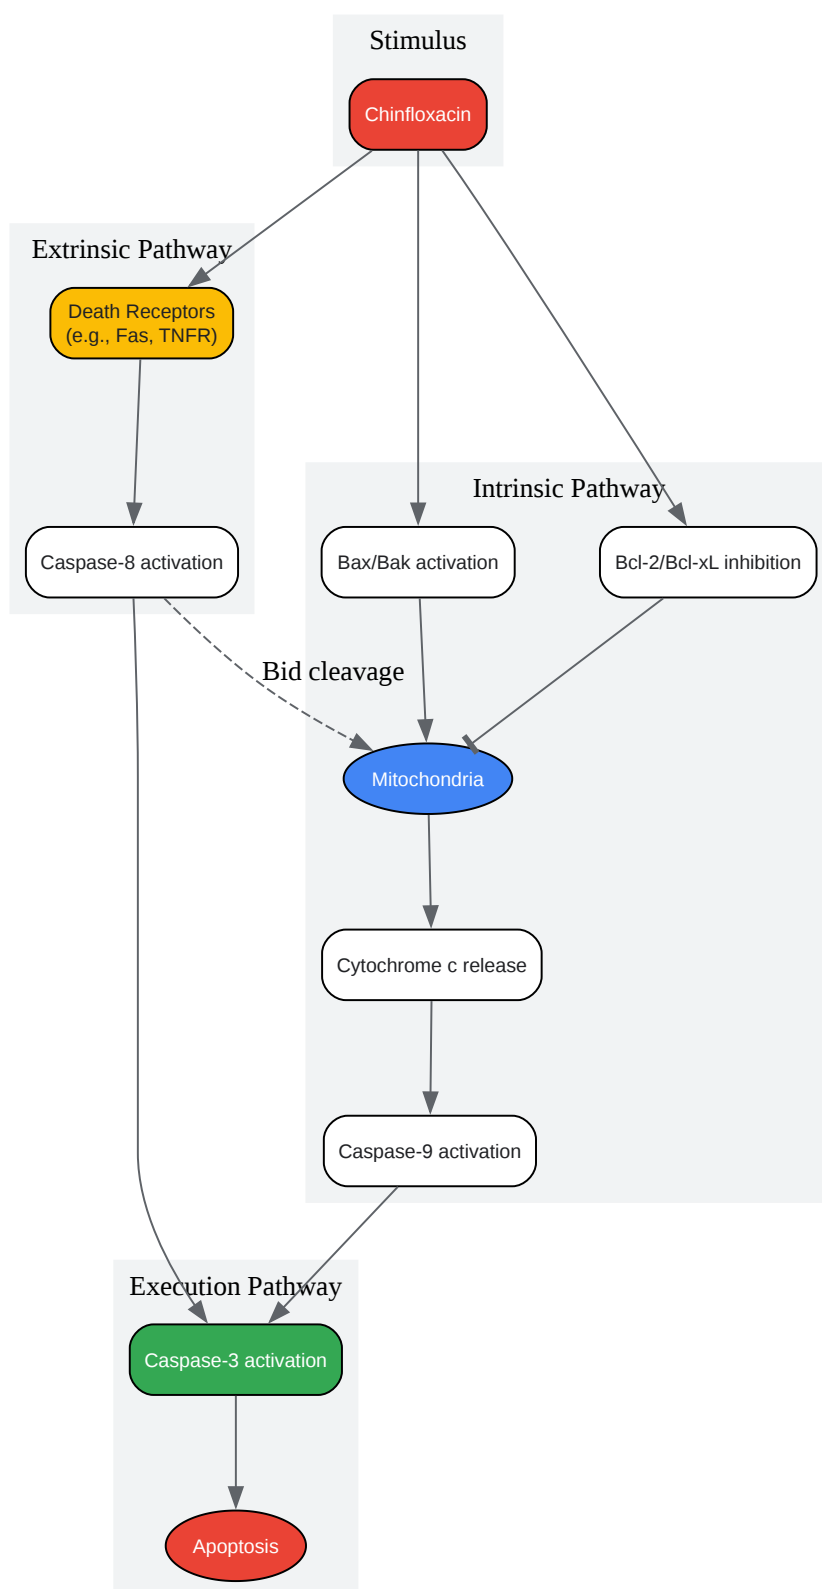 Stimulus
Chinfloxacin
Extrinsic Pathway
Death Receptors
(e.g., Fas, TNFR)
Intrinsic Pathway
Caspase-8 activation
Bax/Bak activation
Bcl-2/Bcl-xL inhibition
Bid cleavage
Mitochondria
Cytochrome c release
Caspase-9 activation
Execution Pathway
Caspase-3 activation
Apoptosis